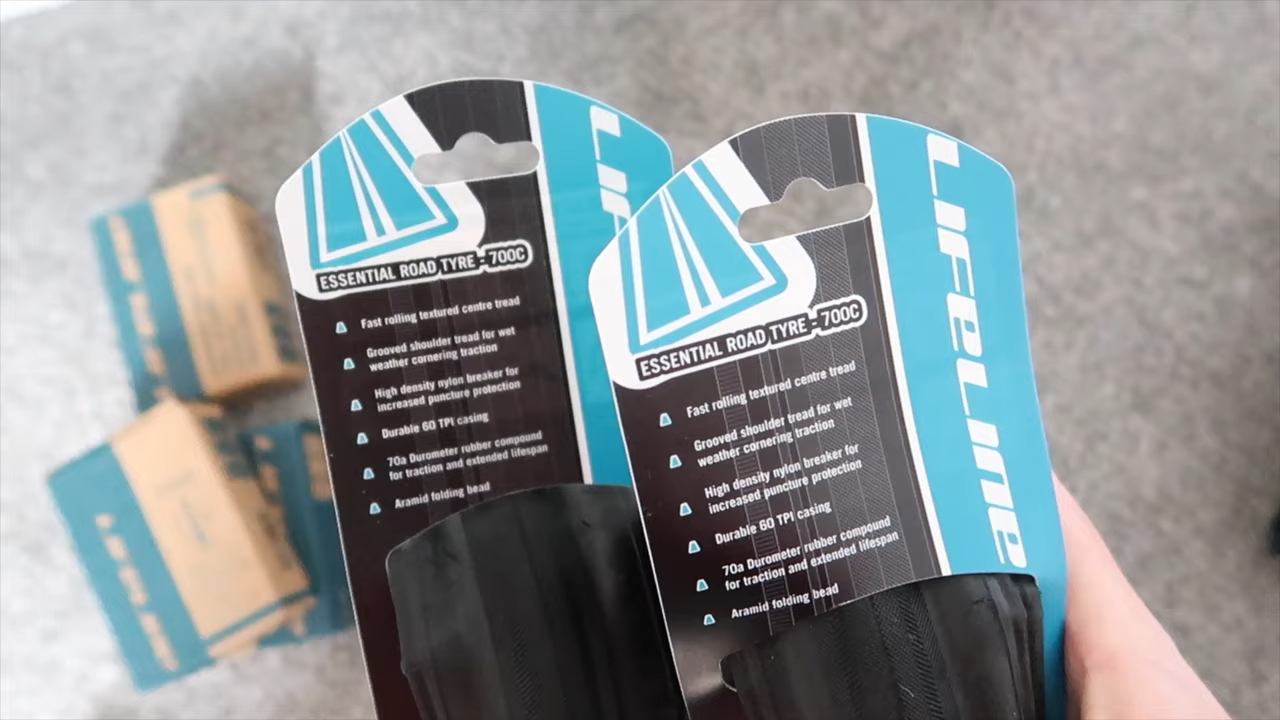 ESSENTIAL ROAD TYRE - 700C
Fast rolling textured centre tread
Grooved shoulder tread for wet
weather cornering traction
High density nylon breaker for
increased puncture protection
Durable 60 TPI casing
70a Durometer rubber compound
for traction and extended lifespan
Aramid folding bead
LIFELINE
ESSENTIAL ROAD TYRE - 700C
Fast rolling textured centre tread
Grooved shoulder tread for wet
weather cornering traction
High density nylon breaker for
increased puncture protection
Durable 60 TPI casing
70a Durometer rubber compound
for traction and extended lifespan
Aramid folding bead